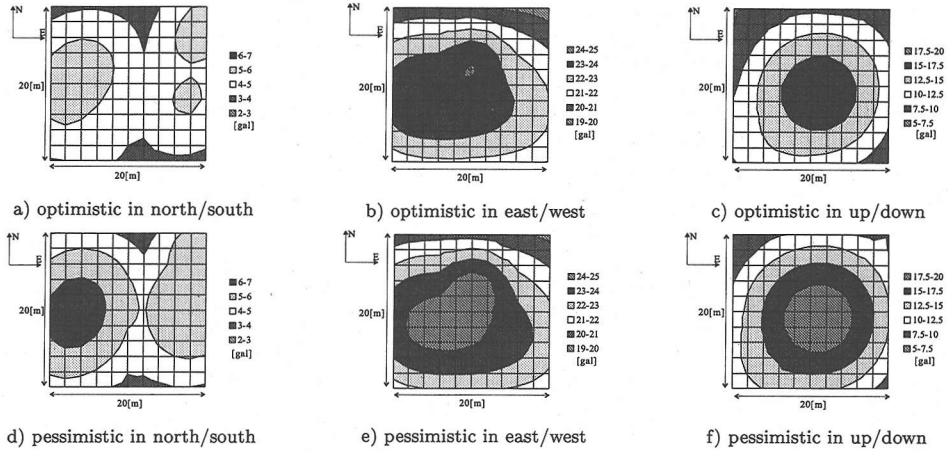 N
E
20[m]
20[m]
6-7
5-6
4-5
3-4
2-3
[gal]
a) optimistic in north/south
N
E
20[m]
20[m]
24-25
23-24
22-23
21-22
20-21
19-20
[gal]
b) optimistic in east/west
N
E
20[m]
20[m]
17.5-20
15-17.5
12.5-15
10-12.5
7.5-10
5-7.5
[gal]
c) optimistic in up/down
N
E
20[m]
20[m]
6-7
5-6
4-5
3-4
2-3
[gal]
d) pessimistic in north/south
N
E
20[m]
20[m]
24-25
23-24
22-23
21-22
20-21
19-20
[gal]
e) pessimistic in east/west
N
E
20[m]
20[m]
17.5-20
15-17.5
12.5-15
10-12.5
7.5-10
5-7.5
[gal]
f) pessimistic in up/down